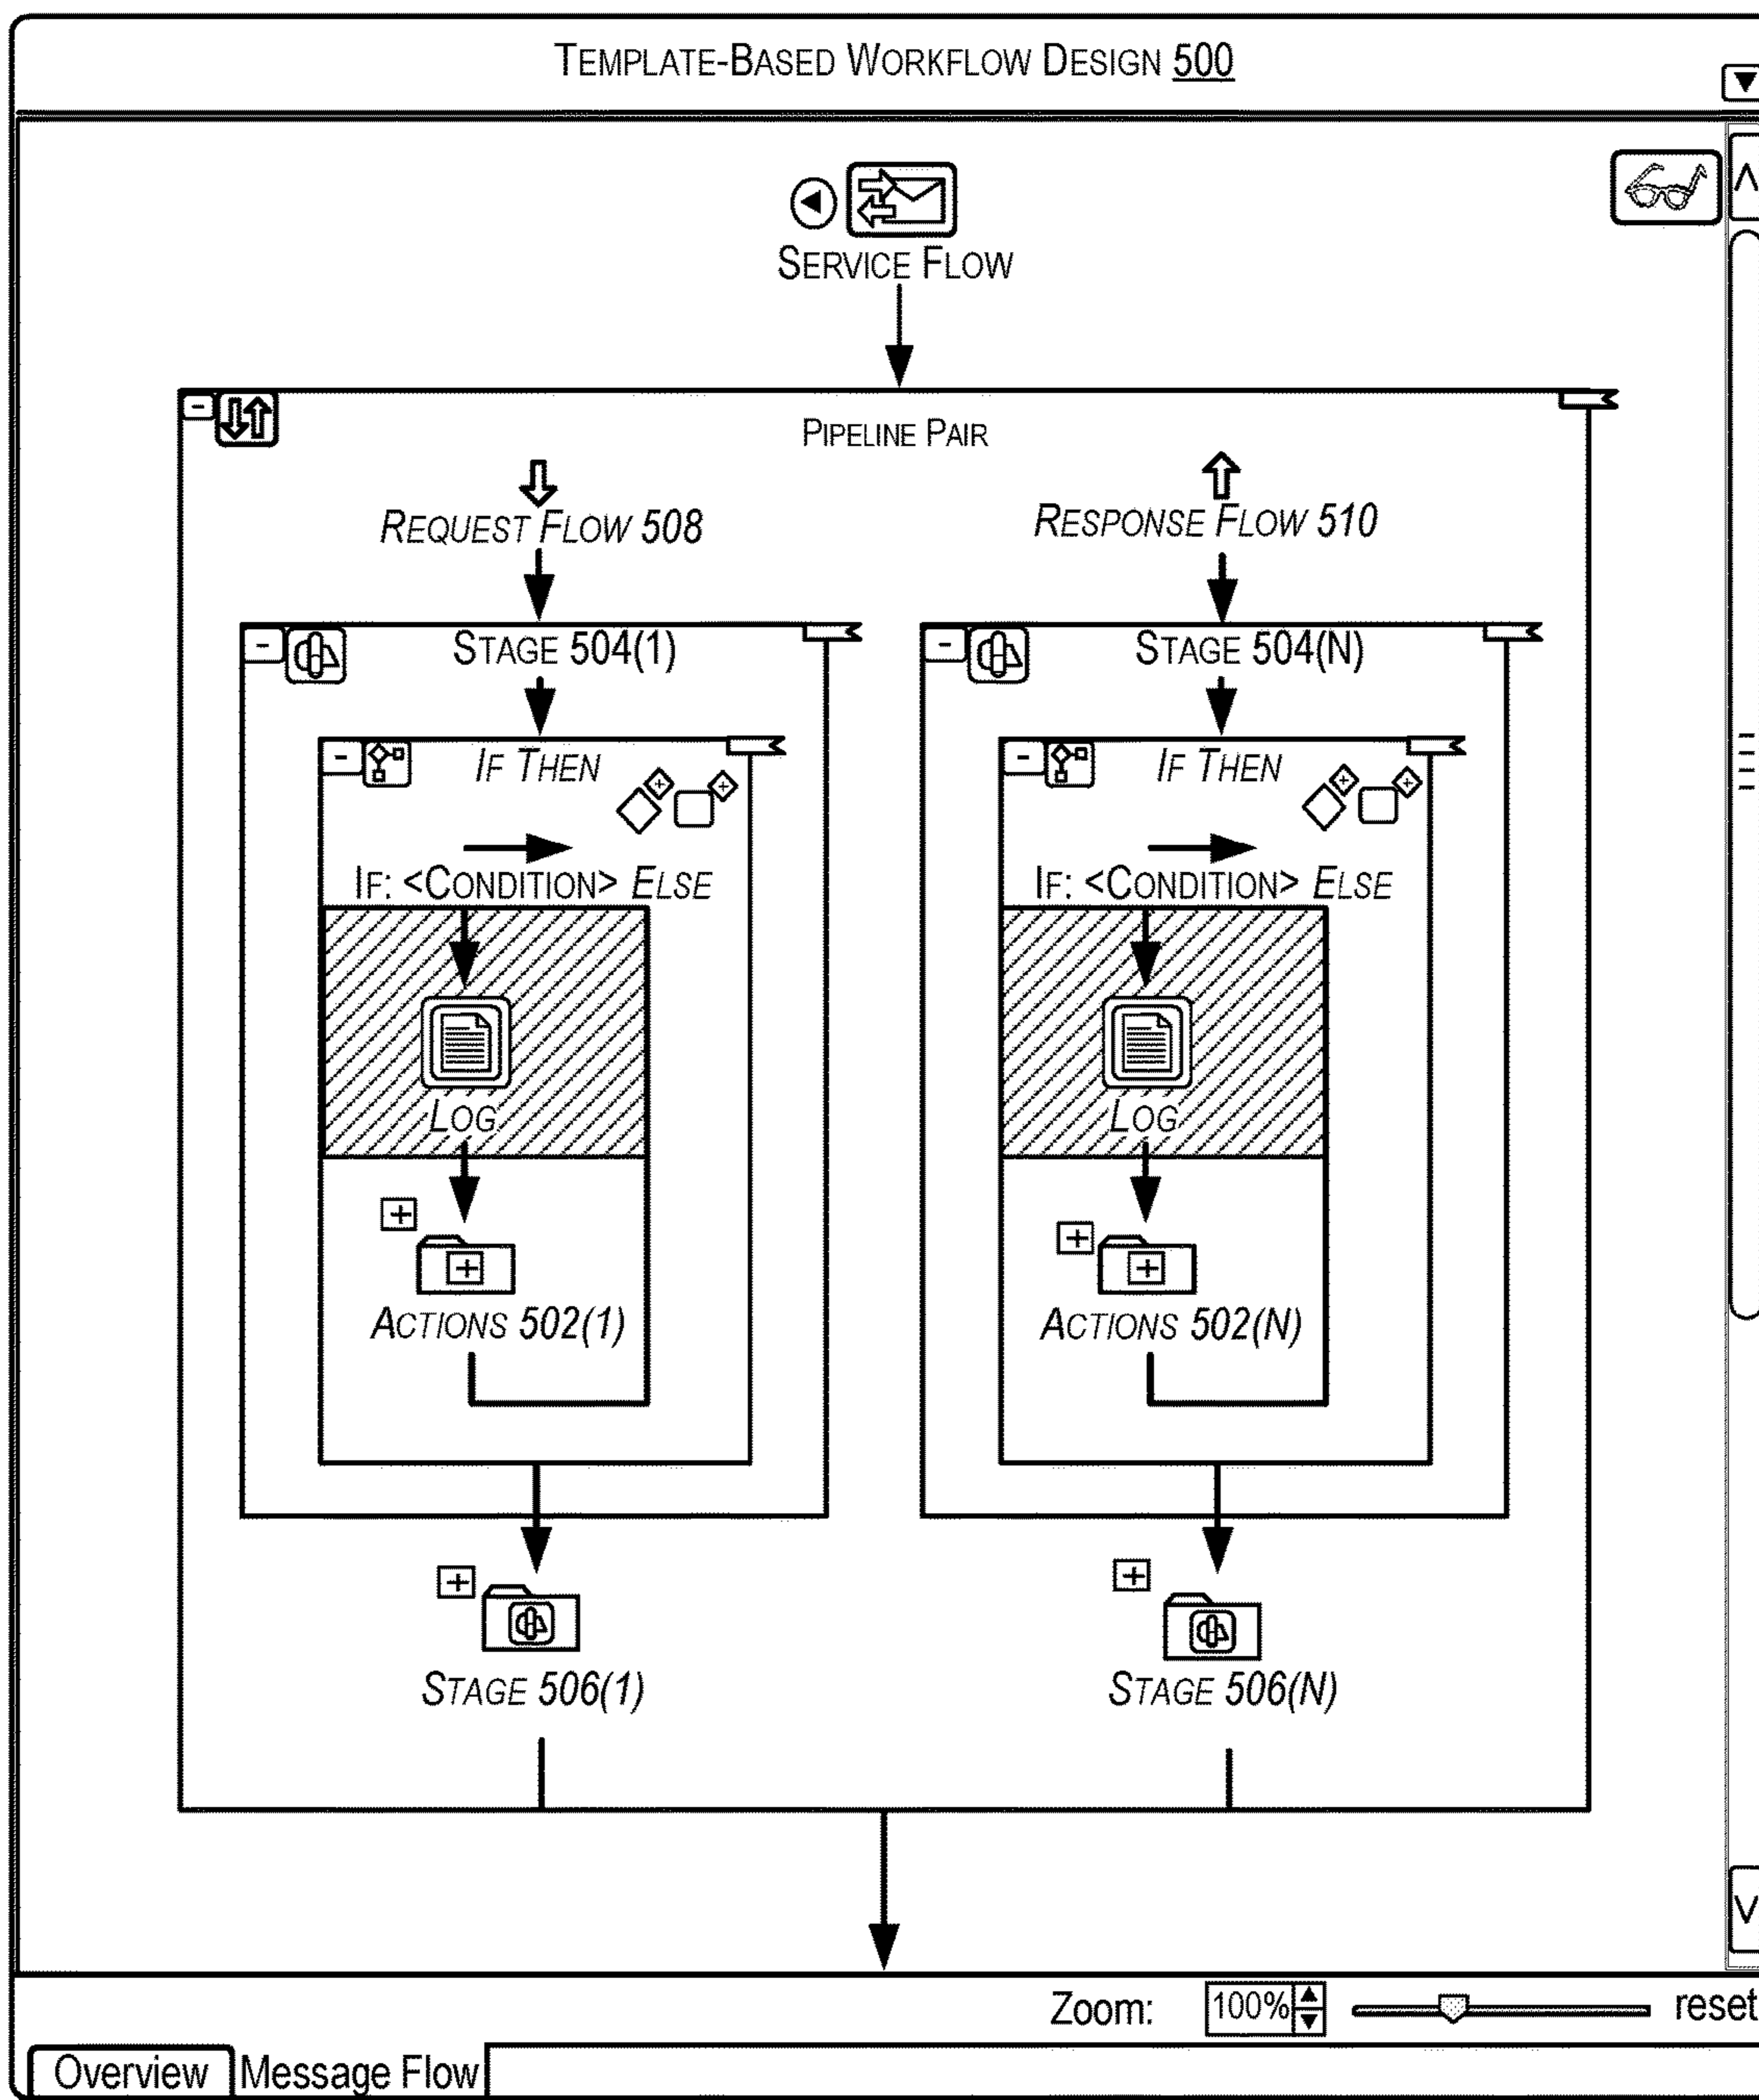 TEMPLATE-BASED WORKFLOW DESIGN 500
SERVICE FLOW
PIPELINE PAIR
REQUEST FLOW 508
RESPONSE FLOW 510
STAGE 504(1)
STAGE 504(N)
IF THEN
IF THEN
IF: <CONDITION> ELSE
IF: <CONDITION> ELSE
LOG
LOG
ACTIONS 502(1)
ACTIONS 502(N)
STAGE 506(1)
STAGE 506(N)
Zoom: 100% reset
Overview Message Flow